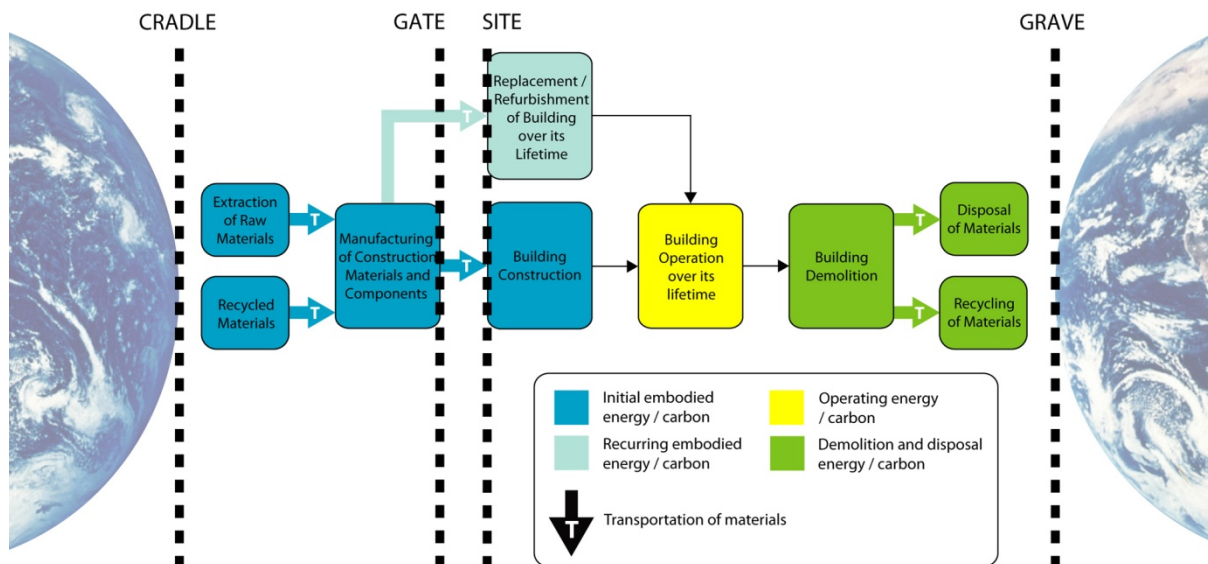 CRADLE
GATE
SITE
GRAVE
Replacement /
Refurbishment
of Building
over its
Lifetime
T
Extraction
of Raw
Materials
T
Manufacturing
of Construction
Materials and
Components
T
Building
Construction
Building
Operation
over its
lifetime
Building
Demolition
T
Disposal
of Materials
Recycled
Materials
T
T
Recycling
of Materials
Initial embodied
energy / carbon
Operating energy
/ carbon
Recurring embodied
energy / carbon
Demolition and disposal
energy / carbon
T
Transportation of materials